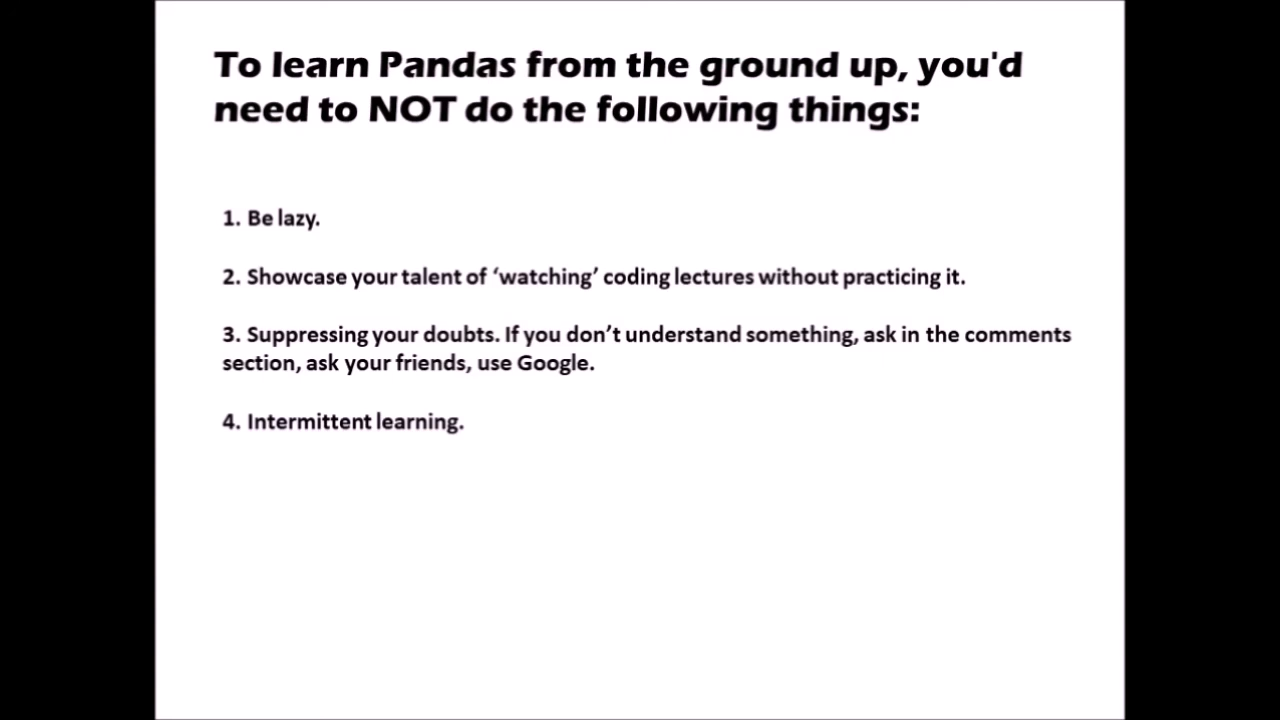 To learn Pandas from the ground up, you'd
need to NOT do the following things:
1. Be lazy.
2. Showcase your talent of ‘watching’ coding lectures without practicing it.
3. Suppressing your doubts. If you don’t understand something, ask in the comments
section, ask your friends, use Google.
4. Intermittent learning.